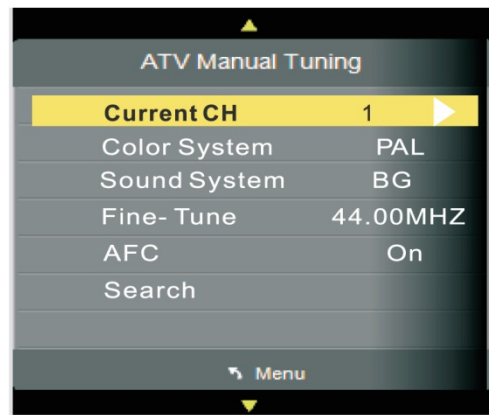 ATV Manual Tuning
Current CH 1
Color System PAL
Sound System BG
Fine- Tune 44.00MHZ
AFC On
Search
Menu